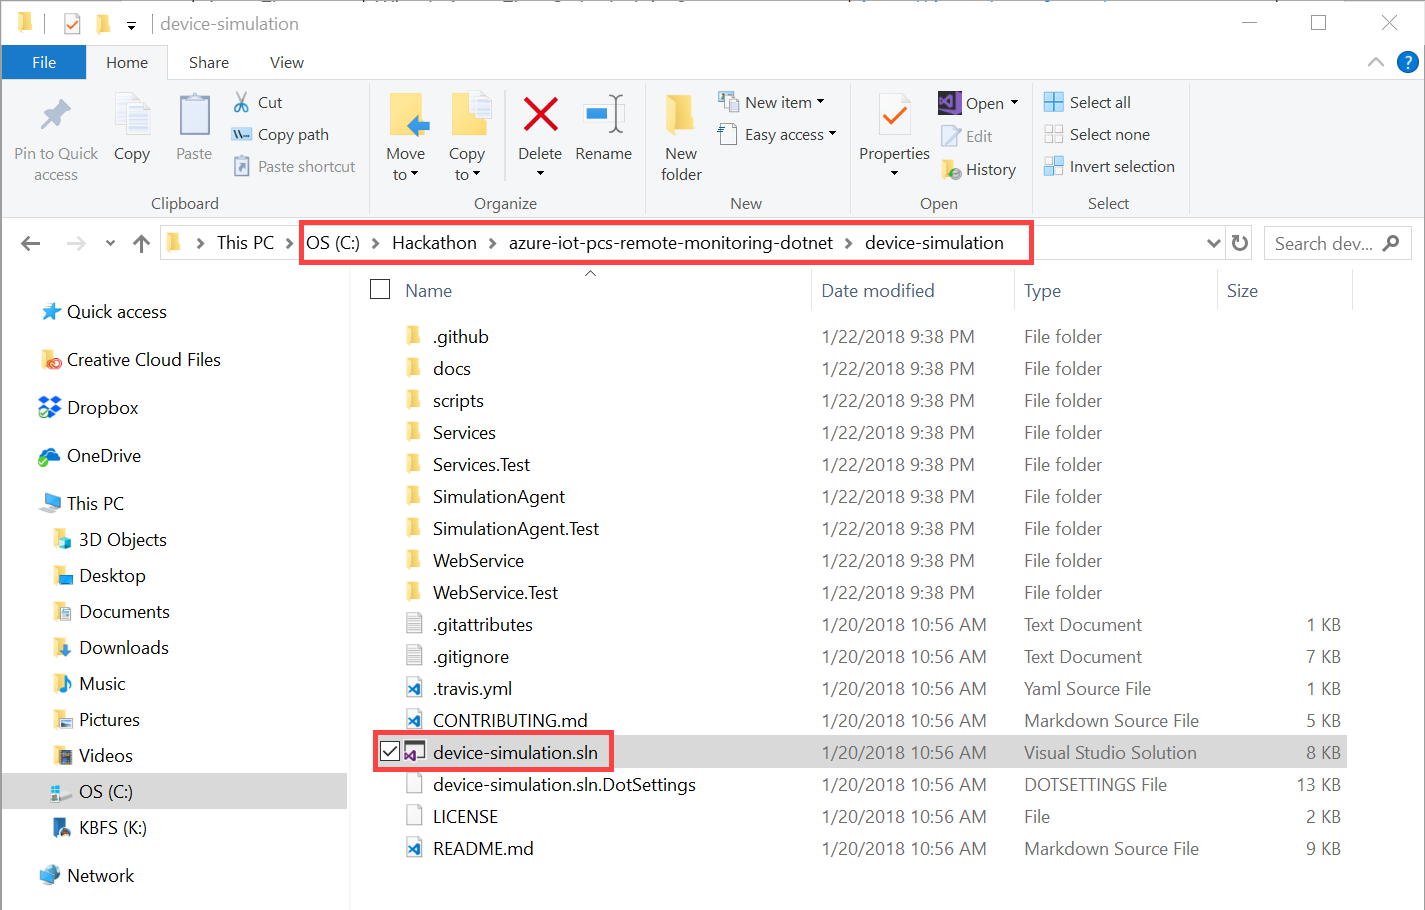 device-simulation
File Home Share View
Pin to Quick access
Copy
Paste
Cut
Copy path
Paste shortcut
Clipboard
Move to
Copy to
Delete
Rename
Organize
New folder
New item
Easy access
New
Properties
Open
Edit
History
Open
Select all
Select none
Invert selection
Select
This PC OS (C:) Hackathon azure-iot-pcs-remote-monitoring-dotnet device-simulation
Search dev...
Quick access
Creative Cloud Files
Dropbox
OneDrive
This PC
3D Objects
Desktop
Documents
Downloads
Music
Pictures
Videos
OS (C:)
KBFS (K:)
Network
Name Date modified Type Size
.github 1/22/2018 9:38 PM File folder
docs 1/22/2018 9:38 PM File folder
scripts 1/22/2018 9:38 PM File folder
Services 1/22/2018 9:38 PM File folder
Services.Test 1/22/2018 9:38 PM File folder
SimulationAgent 1/22/2018 9:38 PM File folder
SimulationAgent.Test 1/22/2018 9:38 PM File folder
WebService 1/22/2018 9:38 PM File folder
WebService.Test 1/22/2018 9:38 PM File folder
.gitattributes 1/20/2018 10:56 AM Text Document 1 KB
.gitignore 1/20/2018 10:56 AM Text Document 7 KB
.travis.yml 1/20/2018 10:56 AM Yaml Source File 1 KB
CONTRIBUTING.md 1/20/2018 10:56 AM Markdown Source File 5 KB
device-simulation.sln 1/20/2018 10:56 AM Visual Studio Solution 8 KB
device-simulation.sln.DotSettings 1/20/2018 10:56 AM DOTSETTINGS File 13 KB
LICENSE 1/20/2018 10:56 AM File 2 KB
README.md 1/20/2018 10:56 AM Markdown Source File 9 KB